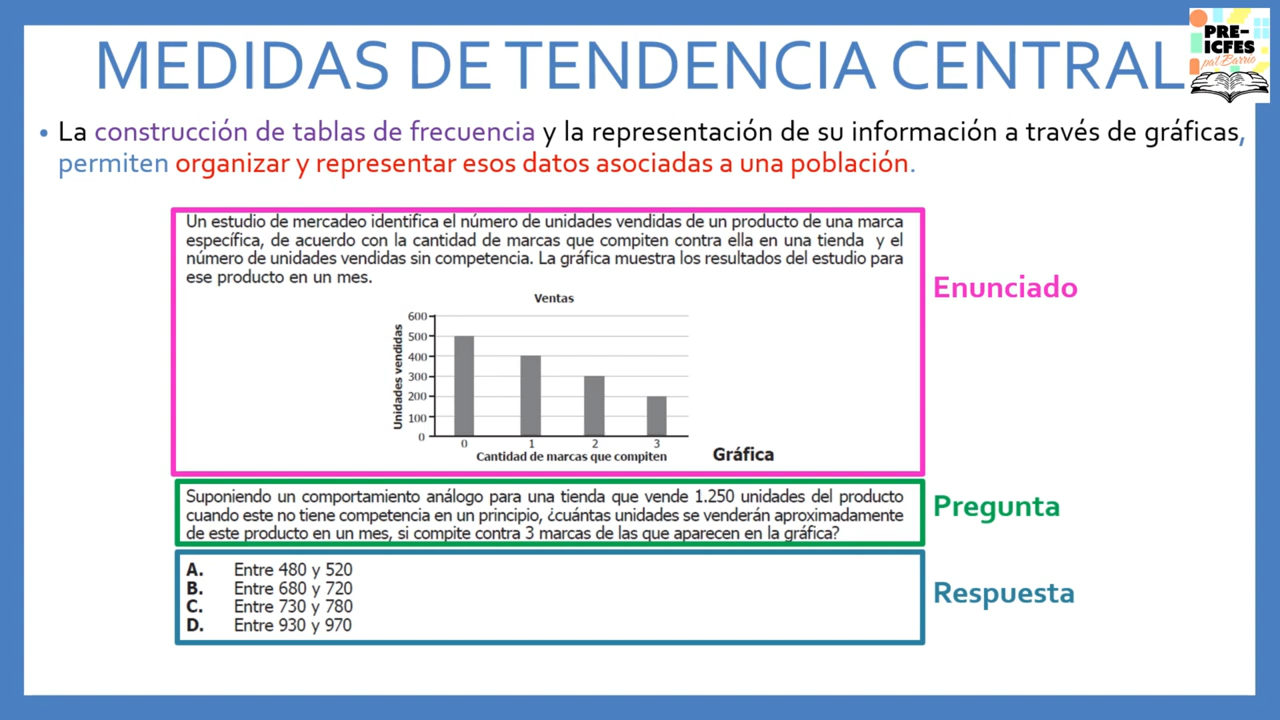 MEDIDAS DE TENDENCIA CENTRAL
PRE-
ICFES
pa'l Barrio
• La construcción de tablas de frecuencia y la representación de su información a través de gráficas,
permiten organizar y representar esos datos asociadas a una población.
Un estudio de mercadeo identifica el número de unidades vendidas de un producto de una marca
específica, de acuerdo con la cantidad de marcas que compiten contra ella en una tienda y el
número de unidades vendidas sin competencia. La gráfica muestra los resultados del estudio para
ese producto en un mes.
Enunciado
Ventas
Unidades vendidas
600
500
400
300
200
100
0
0 1 2 3
Cantidad de marcas que compiten
Gráfica
Suponiendo un comportamiento análogo para una tienda que vende 1.250 unidades del producto
cuando este no tiene competencia en un principio, ¿cuántas unidades se venderán aproximadamente
de este producto en un mes, si compite contra 3 marcas de las que aparecen en la gráfica?
Pregunta
A. Entre 480 y 520
B. Entre 680 y 720
C. Entre 730 y 780
D. Entre 930 y 970
Respuesta